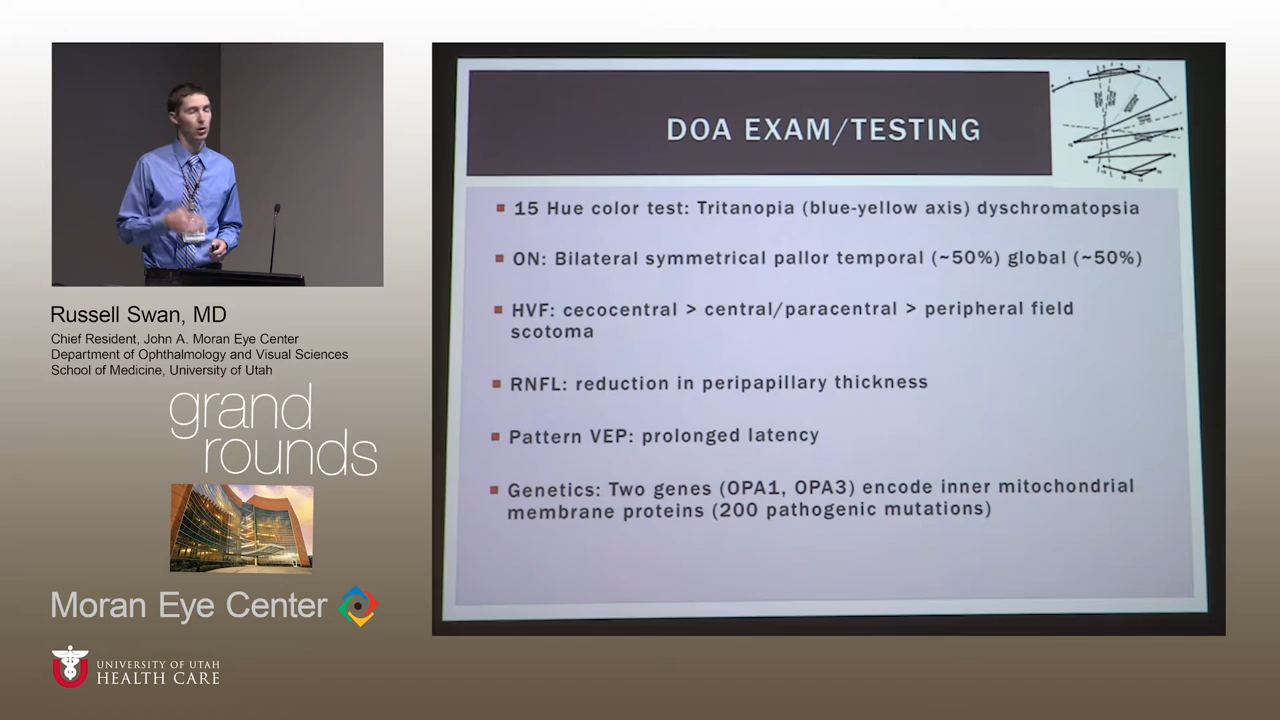 Russell Swan, MD
Chief Resident, John A. Moran Eye Center
Department of Ophthalmology and Visual Sciences
School of Medicine, University of Utah
grand
rounds
Moran Eye Center
UNIVERSITY OF UTAH
HEALTH CARE
DOA EXAM/TESTING
15 Hue color test: Tritanopia (blue-yellow axis) dyschromatopsia
ON: Bilateral symmetrical pallor temporal (~50%) global (~50%)
HVF: cecocentral > central/paracentral > peripheral field
scotoma
RNFL: reduction in peripapillary thickness
Pattern VEP: prolonged latency
Genetics: Two genes (OPA1, OPA3) encode inner mitochondrial
membrane proteins (200 pathogenic mutations)